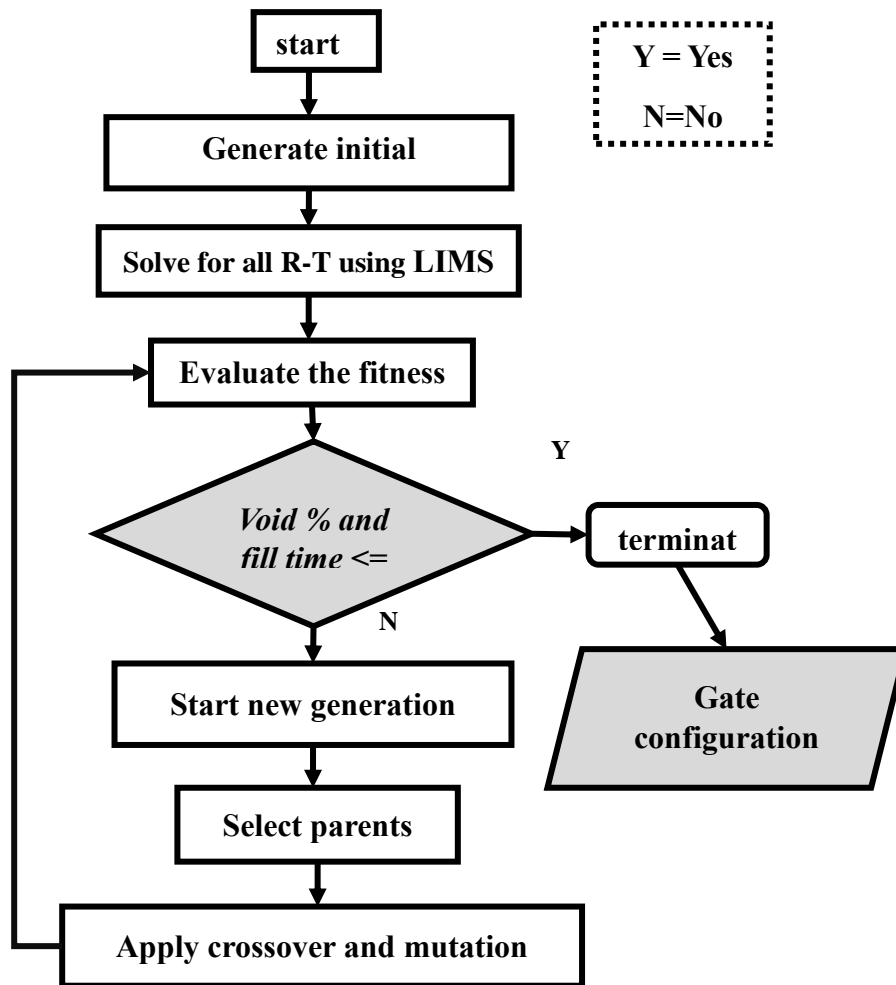 start
Y = Yes
N=No
Generate initial
Solve for all R-T using LIMS
Evaluate the fitness
Y
Void % and
fill time <=
terminat
N
Gate
configuration
Start new generation
Select parents
Apply crossover and mutation